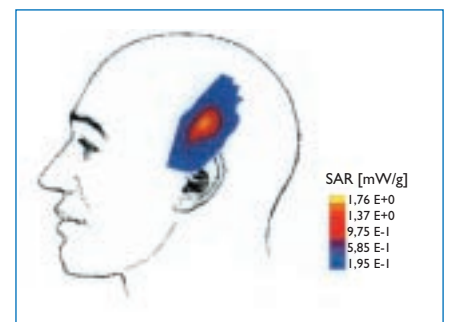 SAR [mW/g]
1,76 E+0
1,37 E+0
9,75 E-1
5,85 E-1
1,95 E-1